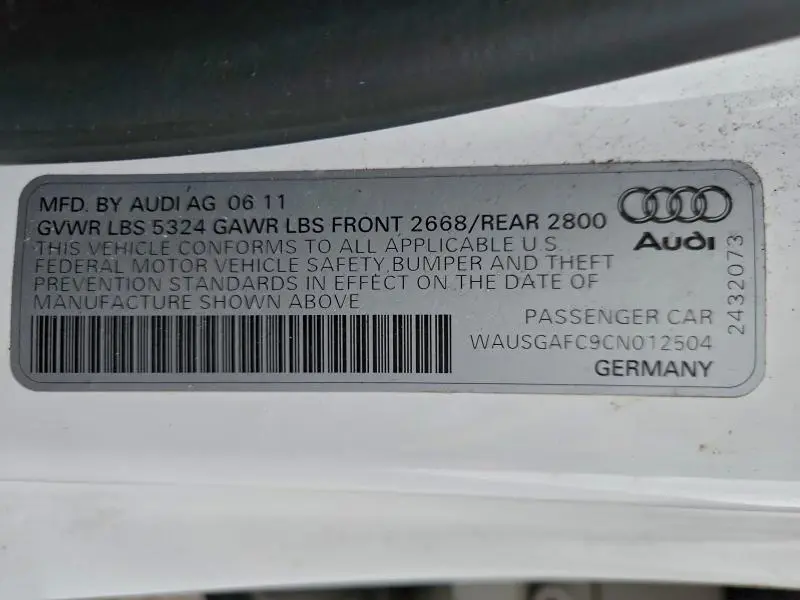 MFD. BY AUDI AG 06 11
GVWR LBS 5324 GAWR LBS FRONT 2668/REAR 2800
THIS VEHICLE CONFORMS TO ALL APPLICABLE U.S.
FEDERAL MOTOR VEHICLE SAFETY, BUMPER AND THEFT
PREVENTION STANDARDS IN EFFECT ON THE DATE OF
MANUFACTURE SHOWN ABOVE
Audi
2432073
PASSENGER CAR
WAUSGAFC9CN012504
GERMANY